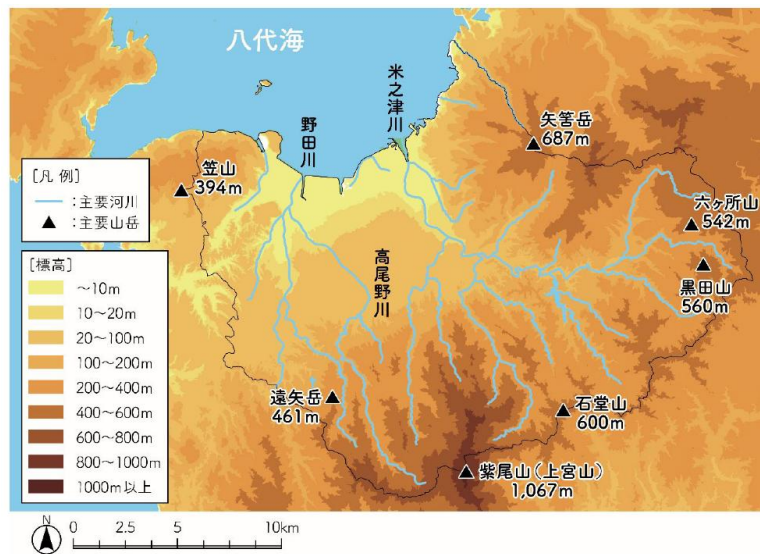 八代海
米之津川
野田川
矢筈岳
687m
笠山
394m
[凡 例]
:主要河川
:主要山岳
六ヶ所山
542m
[標高]
～10m
10～20m
20～100m
100～200m
200～400m
400～600m
600～800m
800～1000m
1000m以上
高尾野川
黒田山
560m
遠矢岳
461m
石堂山
600m
紫尾山(上宮山)
1,067m
N
0 2.5 5 10km